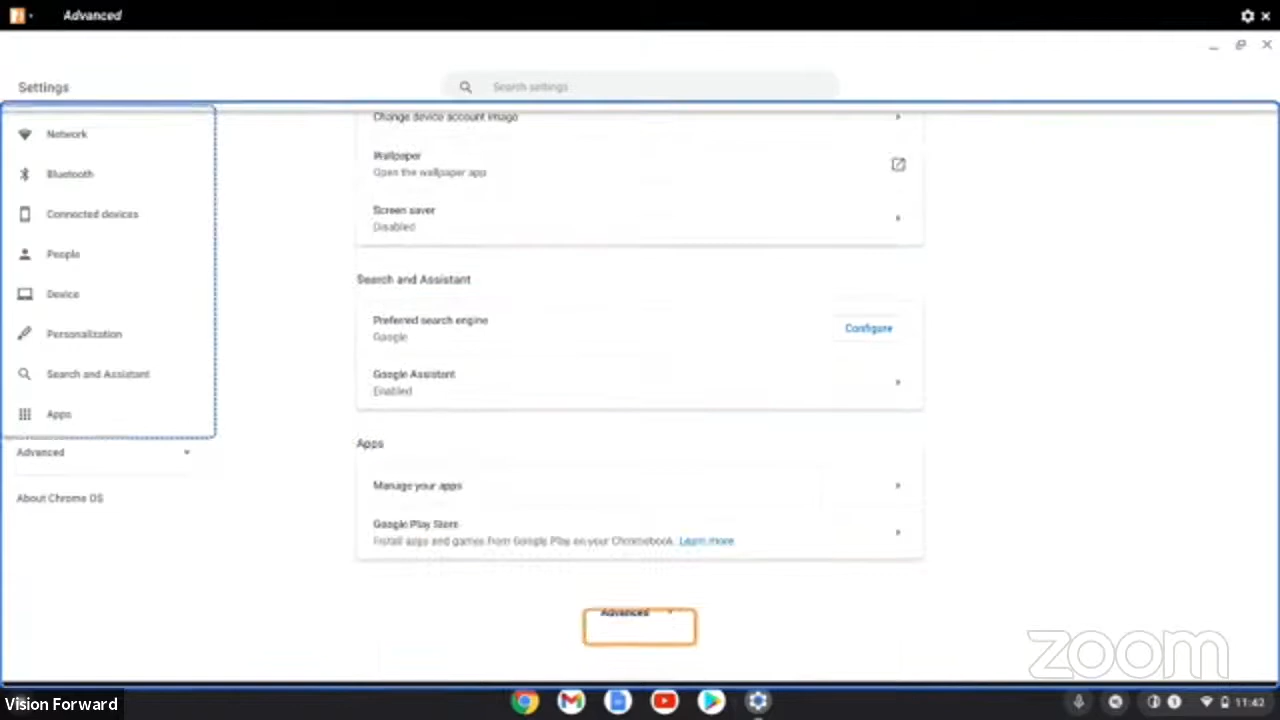 Advanced
Settings
Search settings
Network
Bluetooth
Connected devices
People
Device
Personalization
Search and Assistant
Apps
Advanced
About Chrome OS
Change device account image
Wallpaper
Open the wallpaper app
Screen saver
Disabled
Search and Assistant
Preferred search engine
Google
Configure
Google Assistant
Enabled
Apps
Manage your apps
Google Play Store
Install apps and games from Google Play on your Chromebook. Learn more
Advanced
zoom
Vision Forward
11:42